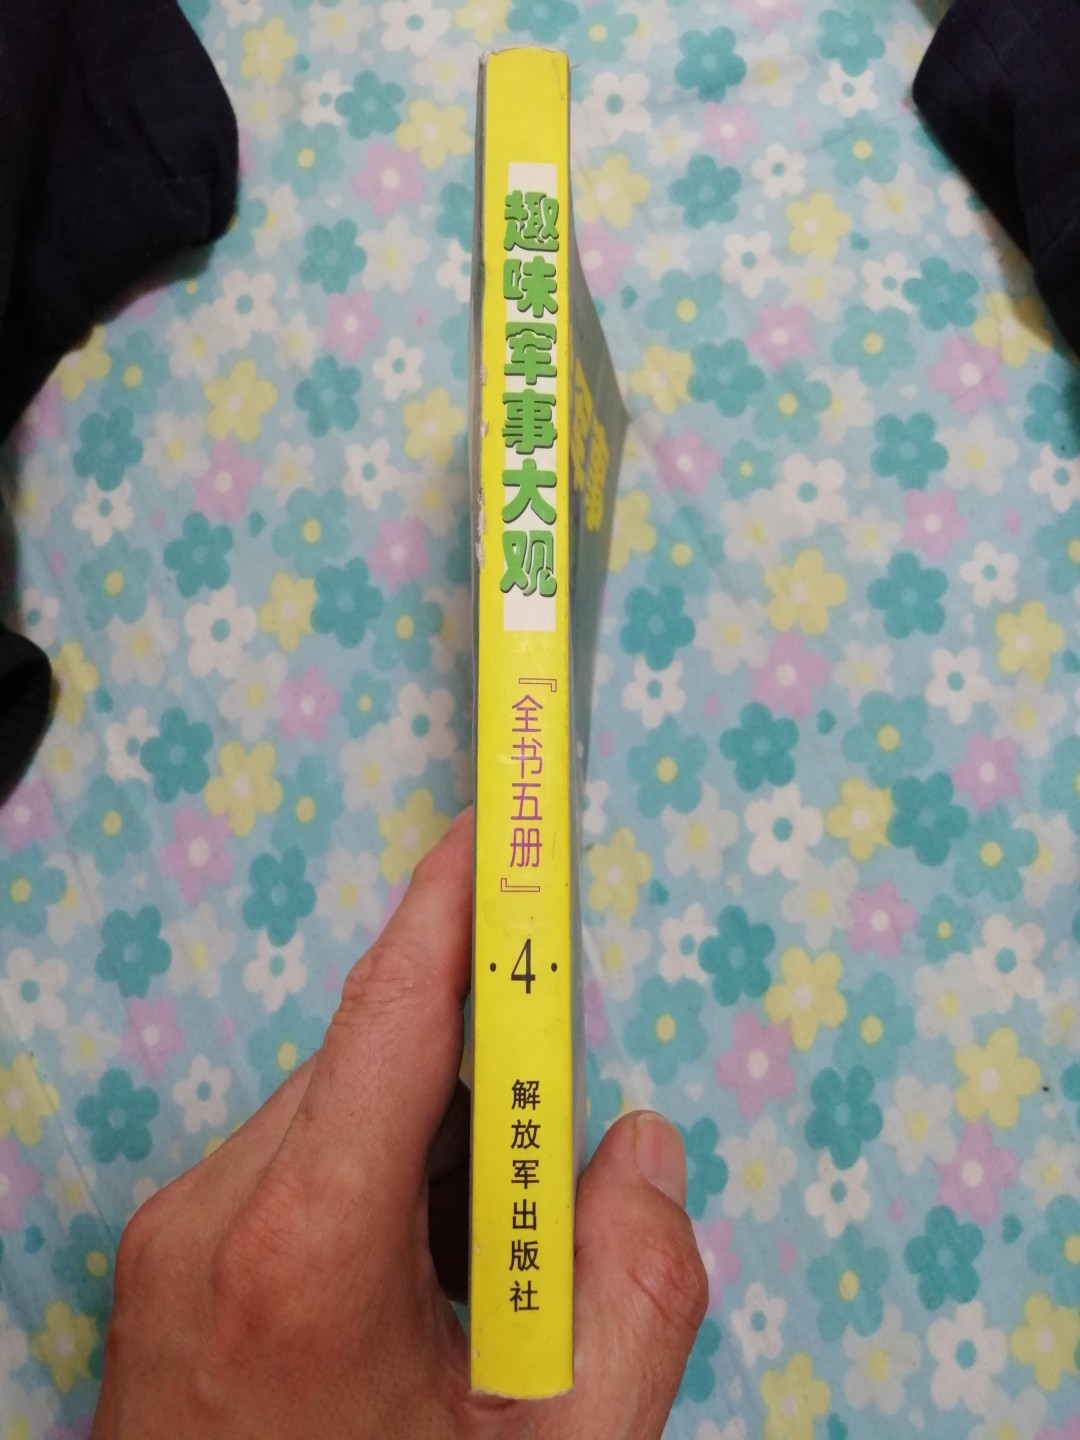 趣味军事大观
『全书五册』
·4·
解放军出版社